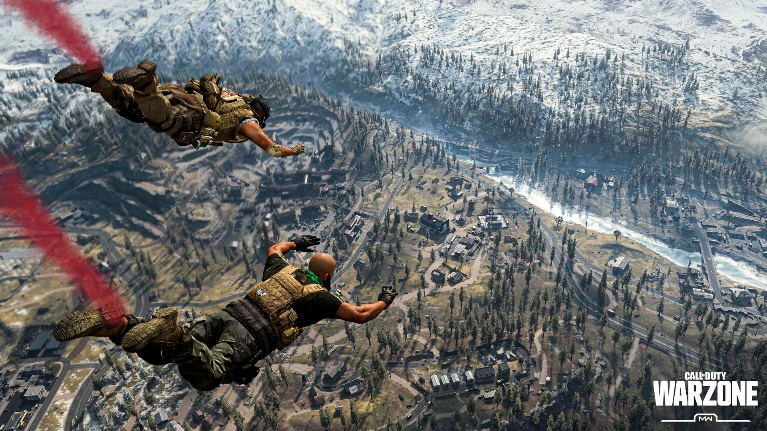 CALL OF DUTY
WARZONE
MW